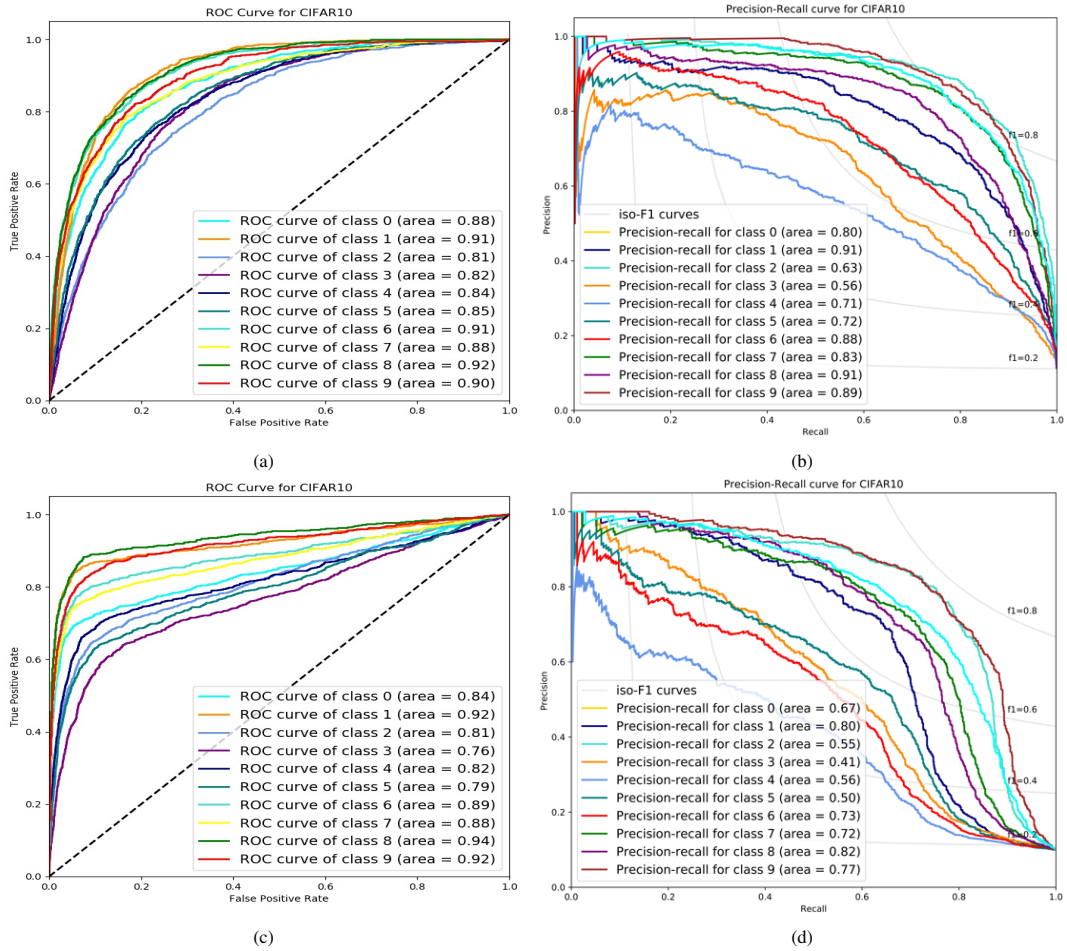 ROC Curve for CIFAR10
1.0
0.8
0.6
0.4
0.2
0.0
True Positive Rate
ROC curve of class 0 (area = 0.88)
ROC curve of class 1 (area = 0.91)
ROC curve of class 2 (area = 0.81)
ROC curve of class 3 (area = 0.82)
ROC curve of class 4 (area = 0.84)
ROC curve of class 5 (area = 0.85)
ROC curve of class 6 (area = 0.91)
ROC curve of class 7 (area = 0.88)
ROC curve of class 8 (area = 0.92)
ROC curve of class 9 (area = 0.90)
0.0 0.2 0.4 0.6 0.8 1.0
False Positive Rate
(a)
Precision-Recall curve for CIFAR10
1.0
0.8
0.6
0.4
0.2
0.0
Precision
f1=0.8
f1=0.6
f1=0.4
f1=0.2
iso-F1 curves
Precision-recall for class 0 (area = 0.80)
Precision-recall for class 1 (area = 0.91)
Precision-recall for class 2 (area = 0.63)
Precision-recall for class 3 (area = 0.56)
Precision-recall for class 4 (area = 0.71)
Precision-recall for class 5 (area = 0.72)
Precision-recall for class 6 (area = 0.88)
Precision-recall for class 7 (area = 0.83)
Precision-recall for class 8 (area = 0.91)
Precision-recall for class 9 (area = 0.89)
0.0 0.2 0.4 0.6 0.8 1.0
Recall
(b)
ROC Curve for CIFAR10
1.0
0.8
0.6
0.4
0.2
0.0
True Positive Rate
ROC curve of class 0 (area = 0.84)
ROC curve of class 1 (area = 0.92)
ROC curve of class 2 (area = 0.81)
ROC curve of class 3 (area = 0.76)
ROC curve of class 4 (area = 0.82)
ROC curve of class 5 (area = 0.79)
ROC curve of class 6 (area = 0.89)
ROC curve of class 7 (area = 0.88)
ROC curve of class 8 (area = 0.94)
ROC curve of class 9 (area = 0.92)
0.0 0.2 0.4 0.6 0.8 1.0
False Positive Rate
(c)
Precision-Recall curve for CIFAR10
1.0
0.8
0.6
0.4
0.2
0.0
Precision
f1=0.8
f1=0.6
f1=0.4
f1=0.2
iso-F1 curves
Precision-recall for class 0 (area = 0.67)
Precision-recall for class 1 (area = 0.80)
Precision-recall for class 2 (area = 0.55)
Precision-recall for class 3 (area = 0.41)
Precision-recall for class 4 (area = 0.56)
Precision-recall for class 5 (area = 0.50)
Precision-recall for class 6 (area = 0.73)
Precision-recall for class 7 (area = 0.72)
Precision-recall for class 8 (area = 0.82)
Precision-recall for class 9 (area = 0.77)
0.0 0.2 0.4 0.6 0.8 1.0
Recall
(d)